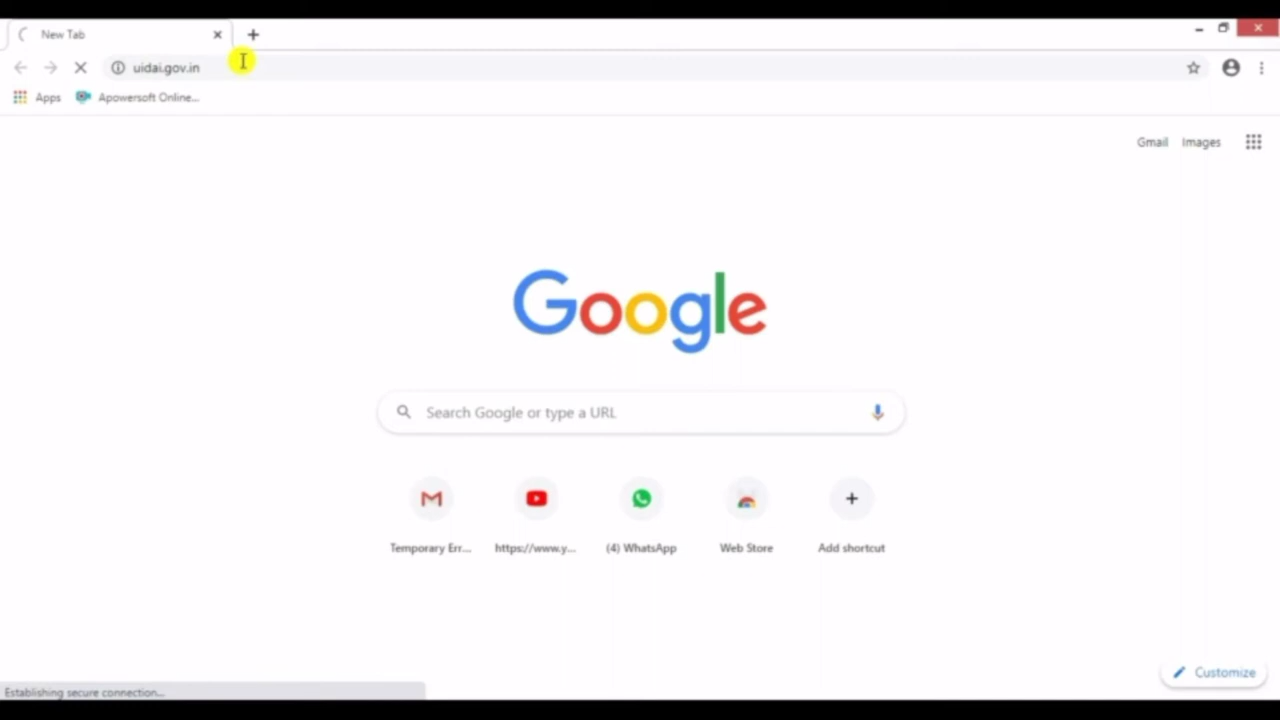 New Tab
uidai.gov.in
Apps
Apowersoft Online...
Gmail
Images
Google
Search Google or type a URL
Temporary Err...
https://www.y...
(4) WhatsApp
Web Store
Add shortcut
Customize
Establishing secure connection...